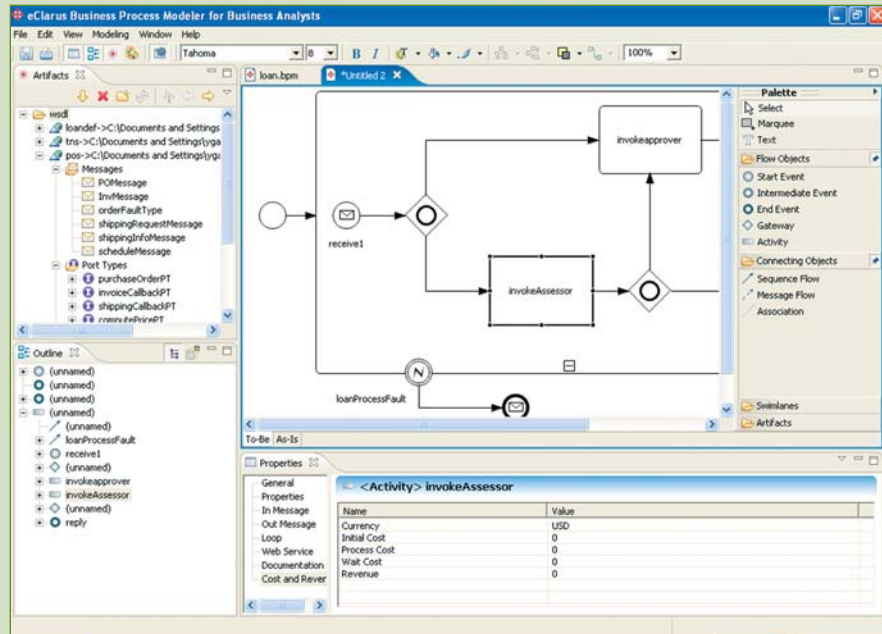 eClarus Business Process Modeler for Business Analysts
File Edit View Modeling Window Help
Tahoma 8 B I 100%
Artifacts
wsdl
loandef->C:\Documents and Settings
tns->C:\Documents and Settings\yga
pos->C:\Documents and Settings\yga
Messages
POMessage
InvMessage
orderFaultType
shippingRequestMessage
shippingInfoMessage
scheduleMessage
Port Types
purchaseOrderPT
invoiceCallbackPT
shippingCallbackPT
computePricePT
Outline
(unnamed)
(unnamed)
(unnamed)
(unnamed)
(unnamed)
loanProcessFault
receive1
(unnamed)
invokeapprover
invokeAssessor
(unnamed)
reply
loan.bpm *Untitled 2
invokeapprover
receive1
invokeAssessor
N
loanProcessFault
To-Be As-Is
Palette
Select
Marquee
Text
Flow Objects
Start Event
Intermediate Event
End Event
Gateway
Activity
Connecting Objects
Sequence Flow
Message Flow
Association
Swimlanes
Artifacts
Properties
General
Properties
In Message
Out Message
Loop
Web Service
Documentation
Cost and Rever
<Activity> invokeAssessor
Name Value
Currency USD
Initial Cost 0
Process Cost 0
Wait Cost 0
Revenue 0